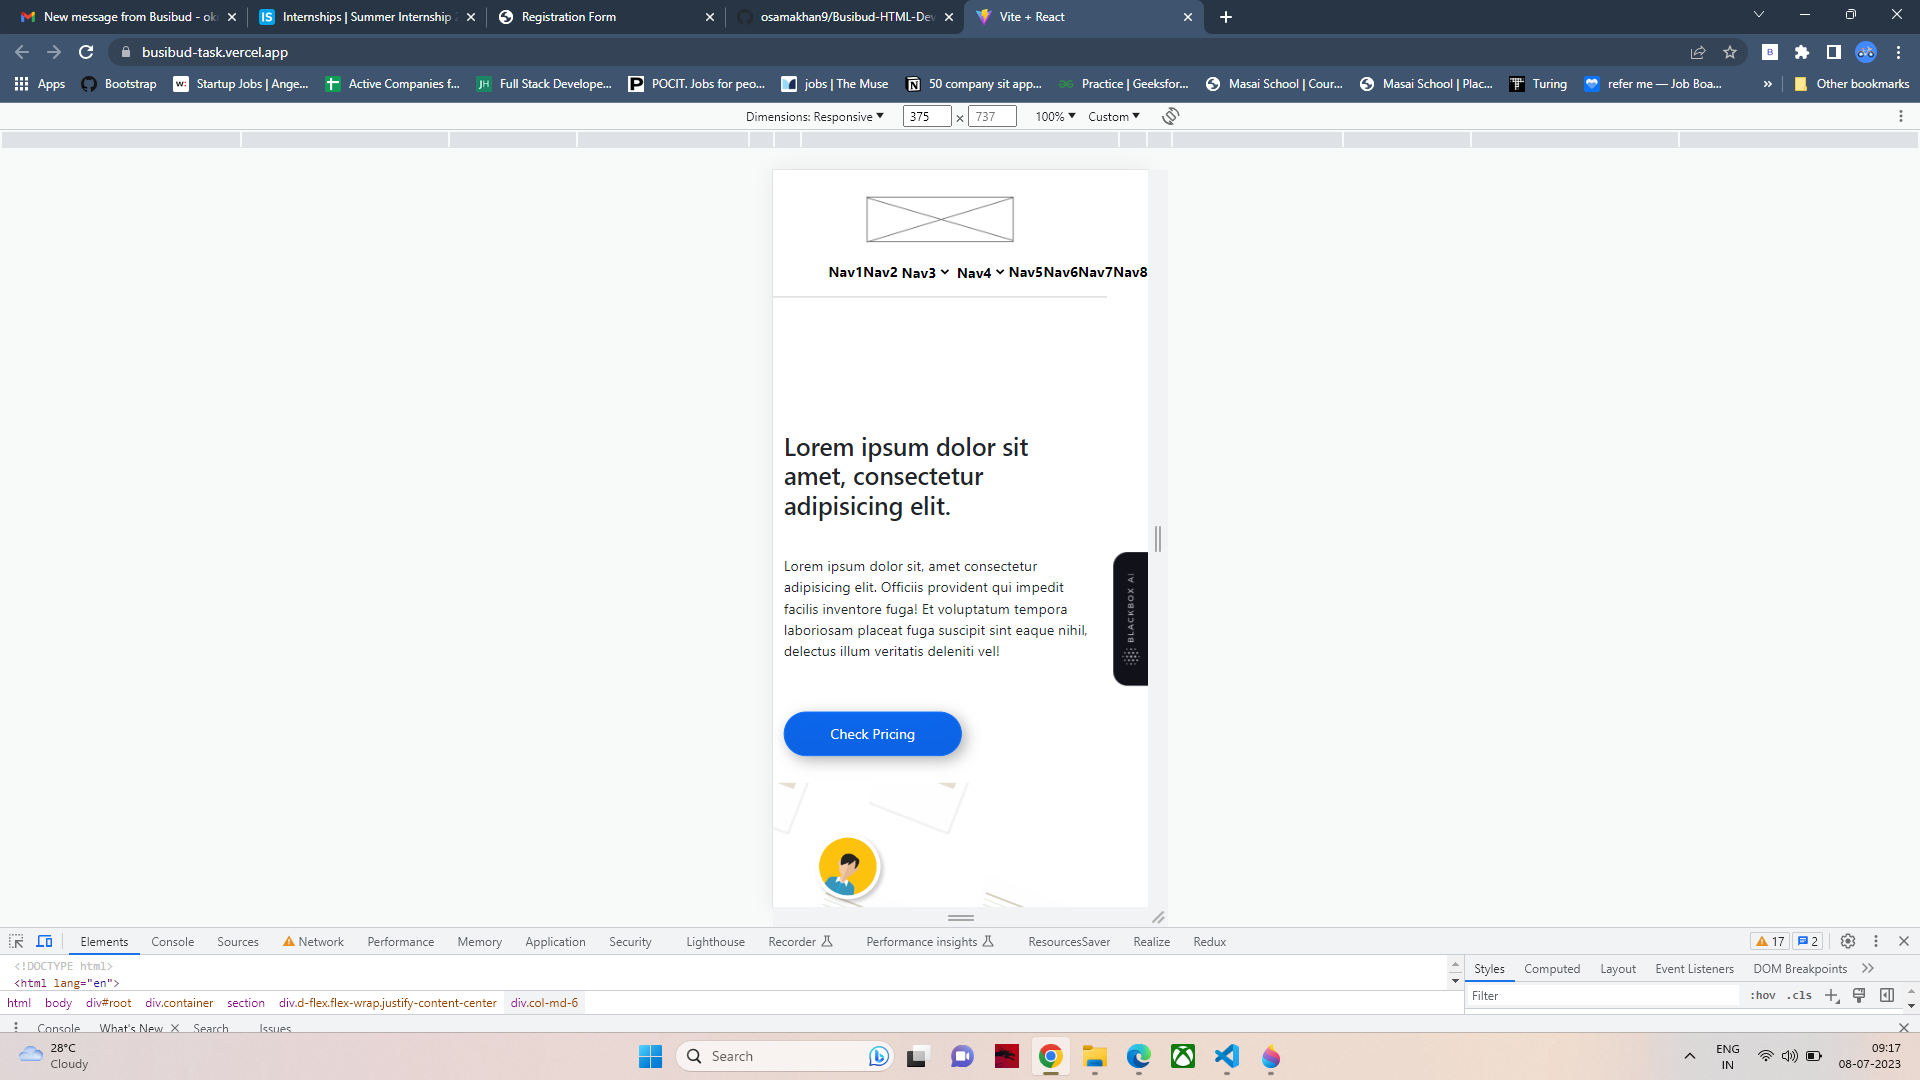 New message from Busibud - ok
Internships | Summer Internship 2
Registration Form
osamakhan9/Busibud-HTML-Dev
Vite + React
busibud-task.vercel.app
Apps
Bootstrap
Startup Jobs | Ange...
Active Companies f...
Full Stack Develope...
POCIT. Jobs for peo...
jobs | The Muse
50 company sit app...
Practice | Geeksfor...
Masai School | Cour...
Masai School | Plac...
Turing
refer me — Job Boa...
»
Other bookmarks
Dimensions: Responsive
375
×
737
100%
Custom
Nav1Nav2 Nav3 Nav4 Nav5Nav6Nav7Nav8
Lorem ipsum dolor sit
amet, consectetur
adipisicing elit.
Lorem ipsum dolor sit, amet consectetur
adipisicing elit. Officiis provident qui impedit
facilis inventore fuga! Et voluptatum tempora
laboriosam placeat fuga suscipit sint eaque nihil,
delectus illum veritatis deleniti vel!
BLACKBOX AI
Check Pricing
Elements
Console
Sources
Network
Performance
Memory
Application
Security
Lighthouse
Recorder
Performance insights
ResourcesSaver
Realize
Redux
17
2
<!DOCTYPE html>
<html lang="en">
html body div#root div.container section div.d-flex.flex-wrap.justify-content-center div.col-md-6
Styles
Computed
Layout
Event Listeners
DOM Breakpoints
Filter
:hov
.cls
Console
What's New
Search
Issues
28°C
Cloudy
Search
ENG
IN
09:17
08-07-2023